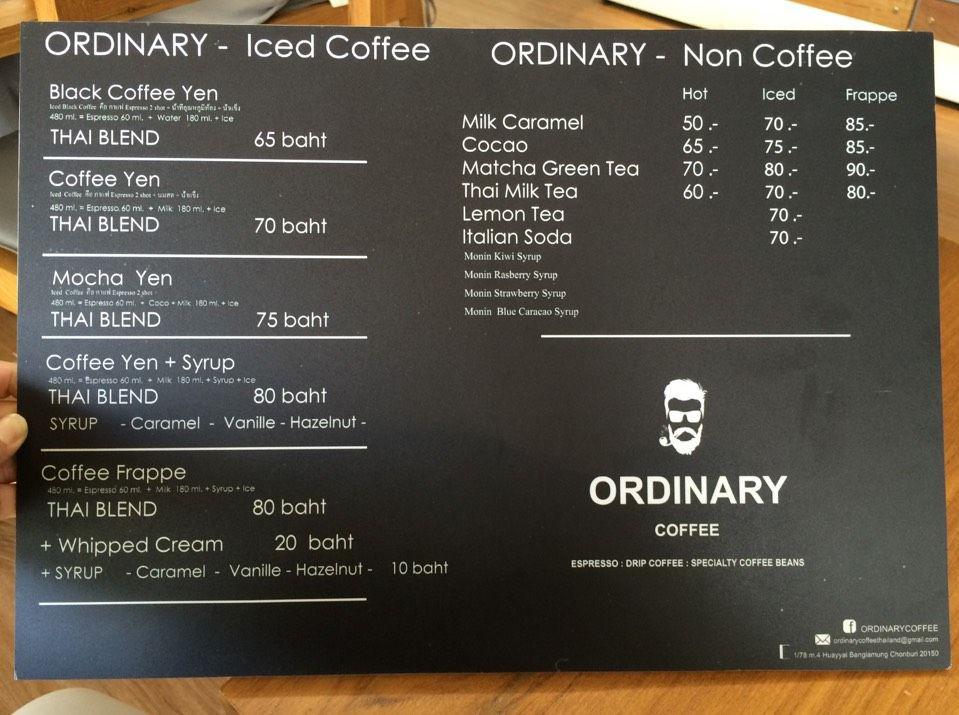 ORDINARY - Iced Coffee
Black Coffee Yen
Iced Black Coffee คือ กาแฟ Espresso 2 shot + น้ำที่อุณหภูมิห้อง + น้ำแข็ง
480 ml. = Espresso 60 ml. + Water 180 ml. + Ice
THAI BLEND 65 baht
Coffee Yen
Iced Coffee คือ กาแฟ Espresso 2 shot + นมสด + น้ำแข็ง
480 ml. = Espresso 60 ml. + Milk 180 ml. + Ice
THAI BLEND 70 baht
Mocha Yen
Iced Coffee คือ กาแฟ Espresso 2 shot
480 ml. = Espresso 60 ml. + Coco + Milk 180 ml. + Ice
THAI BLEND 75 baht
Coffee Yen + Syrup
480 ml. = Espresso 60 ml. + Milk 180 ml. + Syrup + Ice
THAI BLEND 80 baht
SYRUP - Caramel - Vanille - Hazelnut -
Coffee Frappe
480 ml. = Espresso 60 ml. + Milk 180 ml. + Syrup + Ice
THAI BLEND 80 baht
+ Whipped Cream 20 baht
+ SYRUP - Caramel - Vanille - Hazelnut - 10 baht
ORDINARY - Non Coffee
Hot Iced Frappe
Milk Caramel 50 .- 70 .- 85.-
Cocao 65 .- 75 .- 85.-
Matcha Green Tea 70 .- 80 .- 90.-
Thai Milk Tea 60 .- 70 .- 80.-
Lemon Tea 70 .-
Italian Soda 70 .-
Monin Kiwi Syrup
Monin Rasberry Syrup
Monin Strawberry Syrup
Monin Blue Caracao Syrup
ORDINARY
COFFEE
ESPRESSO : DRIP COFFEE : SPECIALTY COFFEE BEANS
f ORDINARYCOFFEE
ordinarycoffeethailand@gmail.com
1/78 m.4 Huayyai Banglamung Chonburi 20150